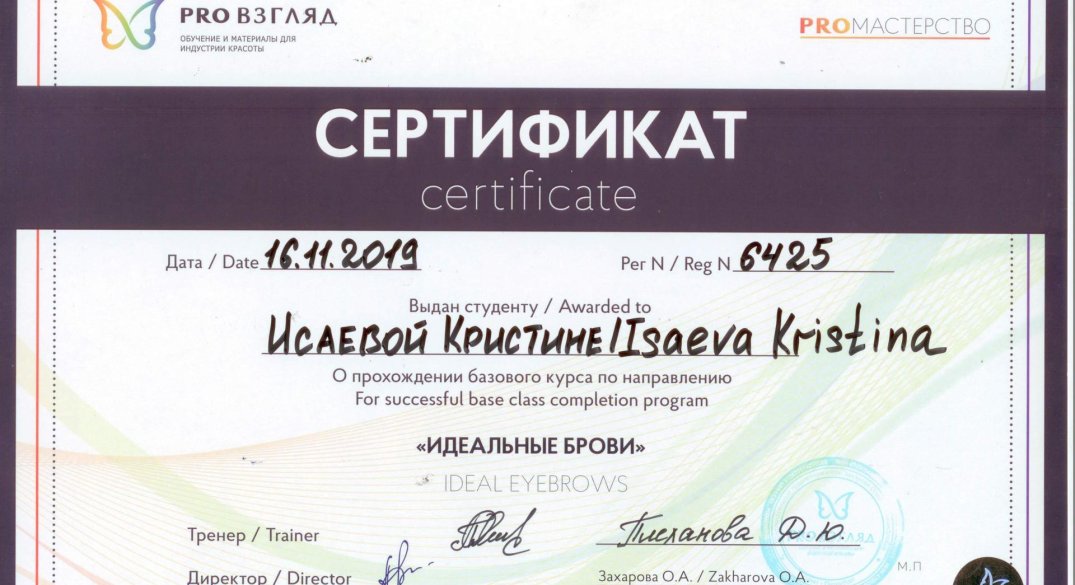 PRO ВЗГЛЯД
ОБУЧЕНИЕ И МАТЕРИАЛЫ ДЛЯ
ИНДУСТРИИ КРАСОТЫ
PROМАСТЕРСТВО
СЕРТИФИКАТ
certificate
Дата / Date 16.11.2019
Рег N / Reg N 6425
Выдан студенту / Awarded to
Исаевой Кристине/Isaeva Kristina
О прохождении базового курса по направлению
For successful base class completion program
«ИДЕАЛЬНЫЕ БРОВИ»
IDEAL EYEBROWS
Тренер / Trainer
Д.Ю.
Директор / Director
Захарова О.А. / Zakharova O.A.
М.П